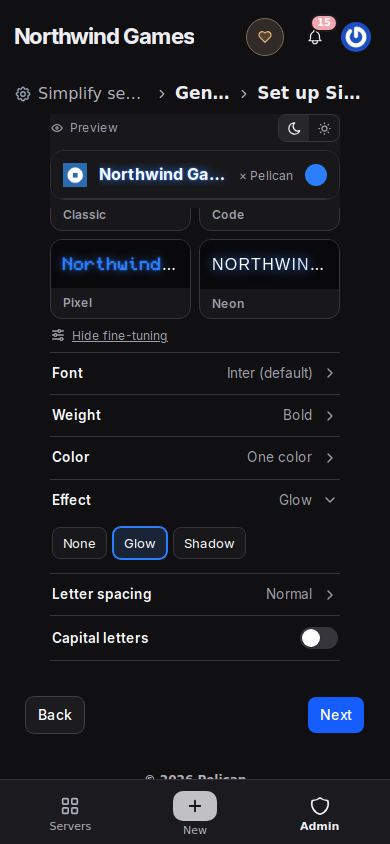 Northwind Games
15
Simplify se... > Gen... > Set up Si...
Preview
Northwind Ga... × Pelican
Classic
Code
Northwind...
NORTHWIN...
Pixel
Neon
Hide fine-tuning
Font Inter (default)
Weight Bold
Color One color
Effect Glow
None Glow Shadow
Letter spacing Normal
Capital letters
Back Next
© 2026 Pelican
Servers New Admin